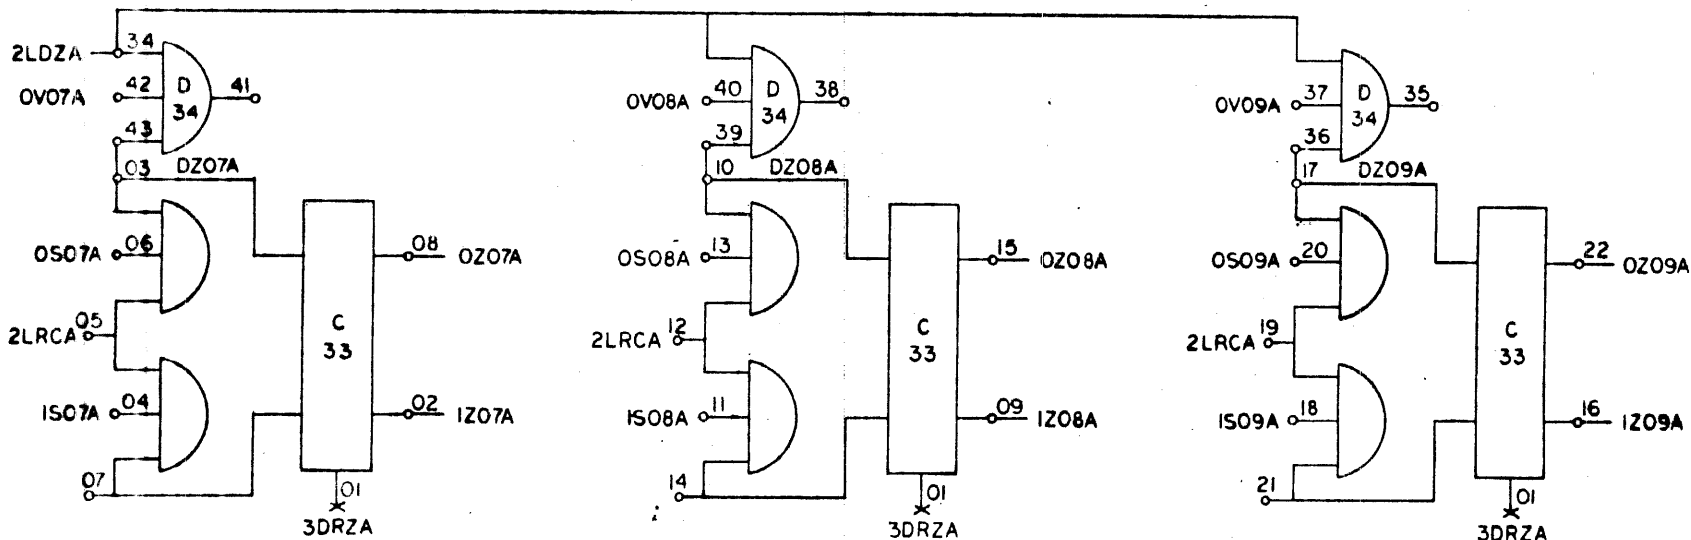 2LDZA 34
D 34
0V07A 42
41
43
03 DZ07A
0S07A 06
08 0Z07A
2LRCA 05
C 33
1S07A 04
02 1Z07A
07
01
3DRZA
D 34
0V08A 40
38
39
10 DZ08A
0S08A 13
15 0Z08A
2LRCA 12
C 33
1S08A 11
09 1Z08A
14
01
3DRZA
D 34
0V09A 37
35
36
17 DZ09A
0S09A 20
22 0Z09A
2LRCA 19
C 33
1S09A 18
16 1Z09A
21
01
3DRZA